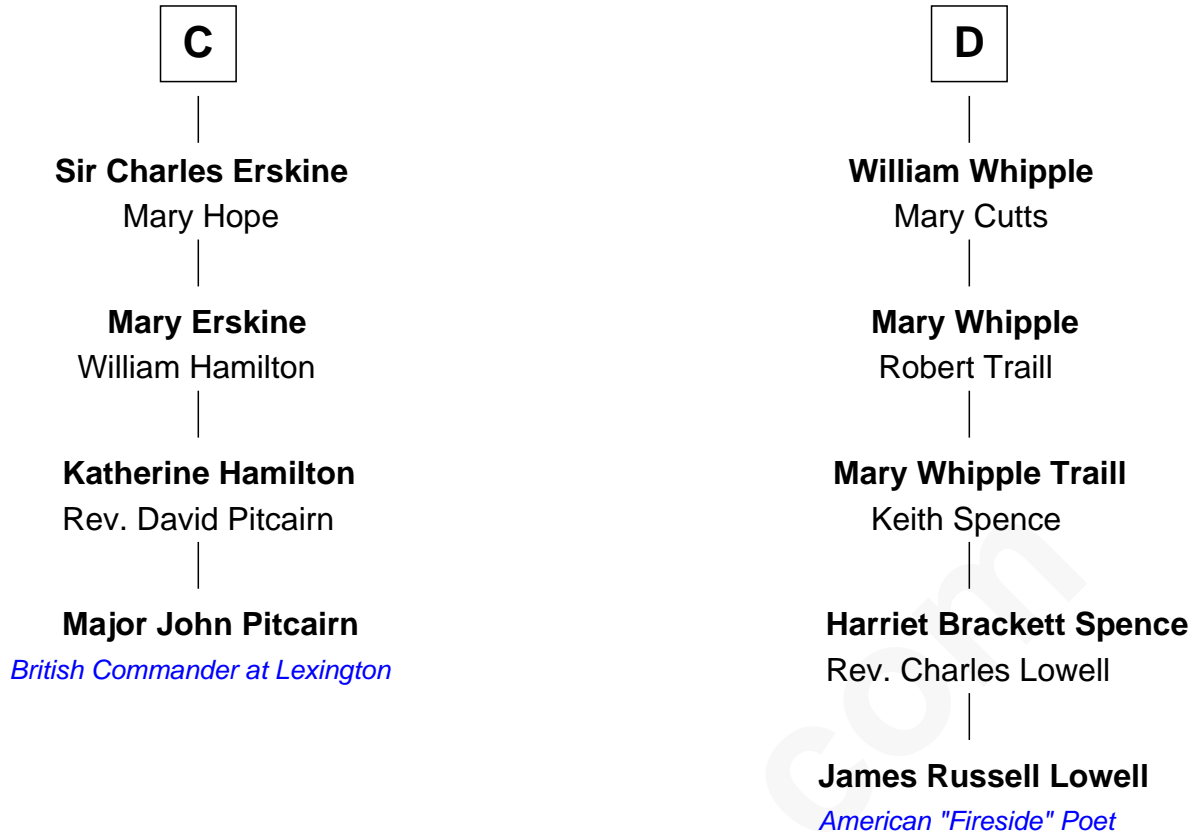 C
Sir Charles Erskine
Mary Hope
Mary Erskine
William Hamilton
Katherine Hamilton
Rev. David Pitcairn
Major John Pitcairn
British Commander at Lexington
D
William Whipple
Mary Cutts
Mary Whipple
Robert Traill
Mary Whipple Traill
Keith Spence
Harriet Brackett Spence
Rev. Charles Lowell
James Russell Lowell
American "Fireside" Poet
com